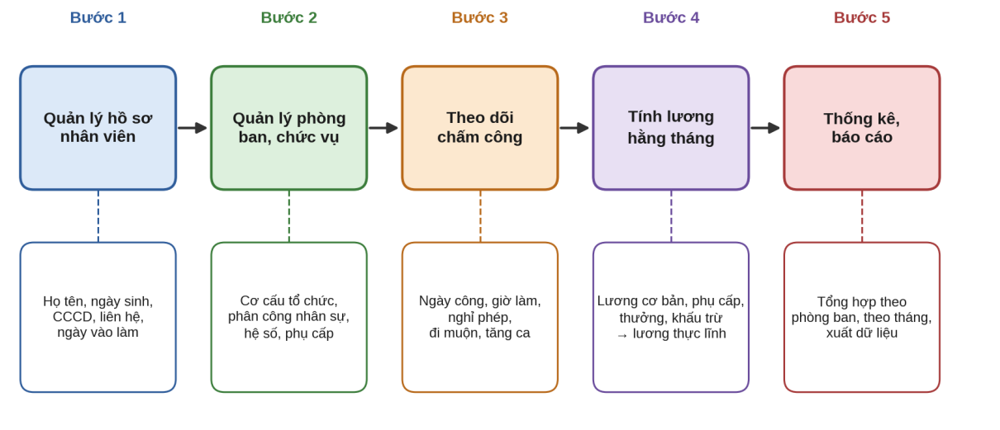 Bước 1
Bước 2
Bước 3
Bước 4
Bước 5
Quản lý hồ sơ
nhân viên
Quản lý phòng
ban, chức vụ
Theo dõi
chấm công
Tính lương
hằng tháng
Thống kê,
báo cáo
Họ tên, ngày sinh,
CCCD, liên hệ,
ngày vào làm
Cơ cấu tổ chức,
phân công nhân sự,
hệ số, phụ cấp
Ngày công, giờ làm,
nghỉ phép,
đi muộn, tăng ca
Lương cơ bản, phụ cấp,
thưởng, khấu trừ
→ lương thực lĩnh
Tổng hợp theo
phòng ban, theo tháng,
xuất dữ liệu